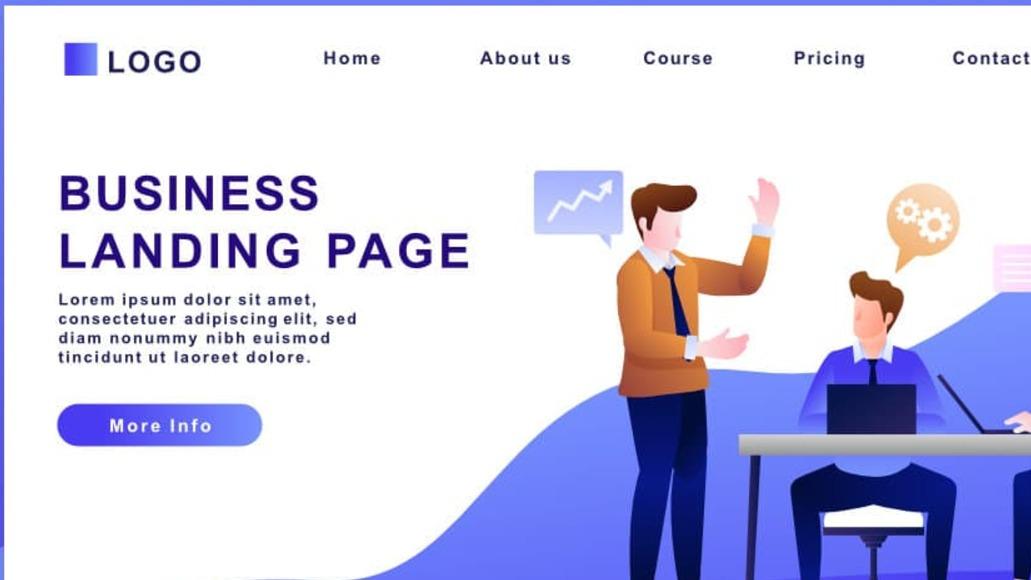 LOGO
Home About us Course Pricing Contact
BUSINESS
LANDING PAGE
Lorem ipsum dolor sit amet,
consectetuer adipiscing elit, sed
diam nonummy nibh euismod
tincidunt ut laoreet dolore.
More Info